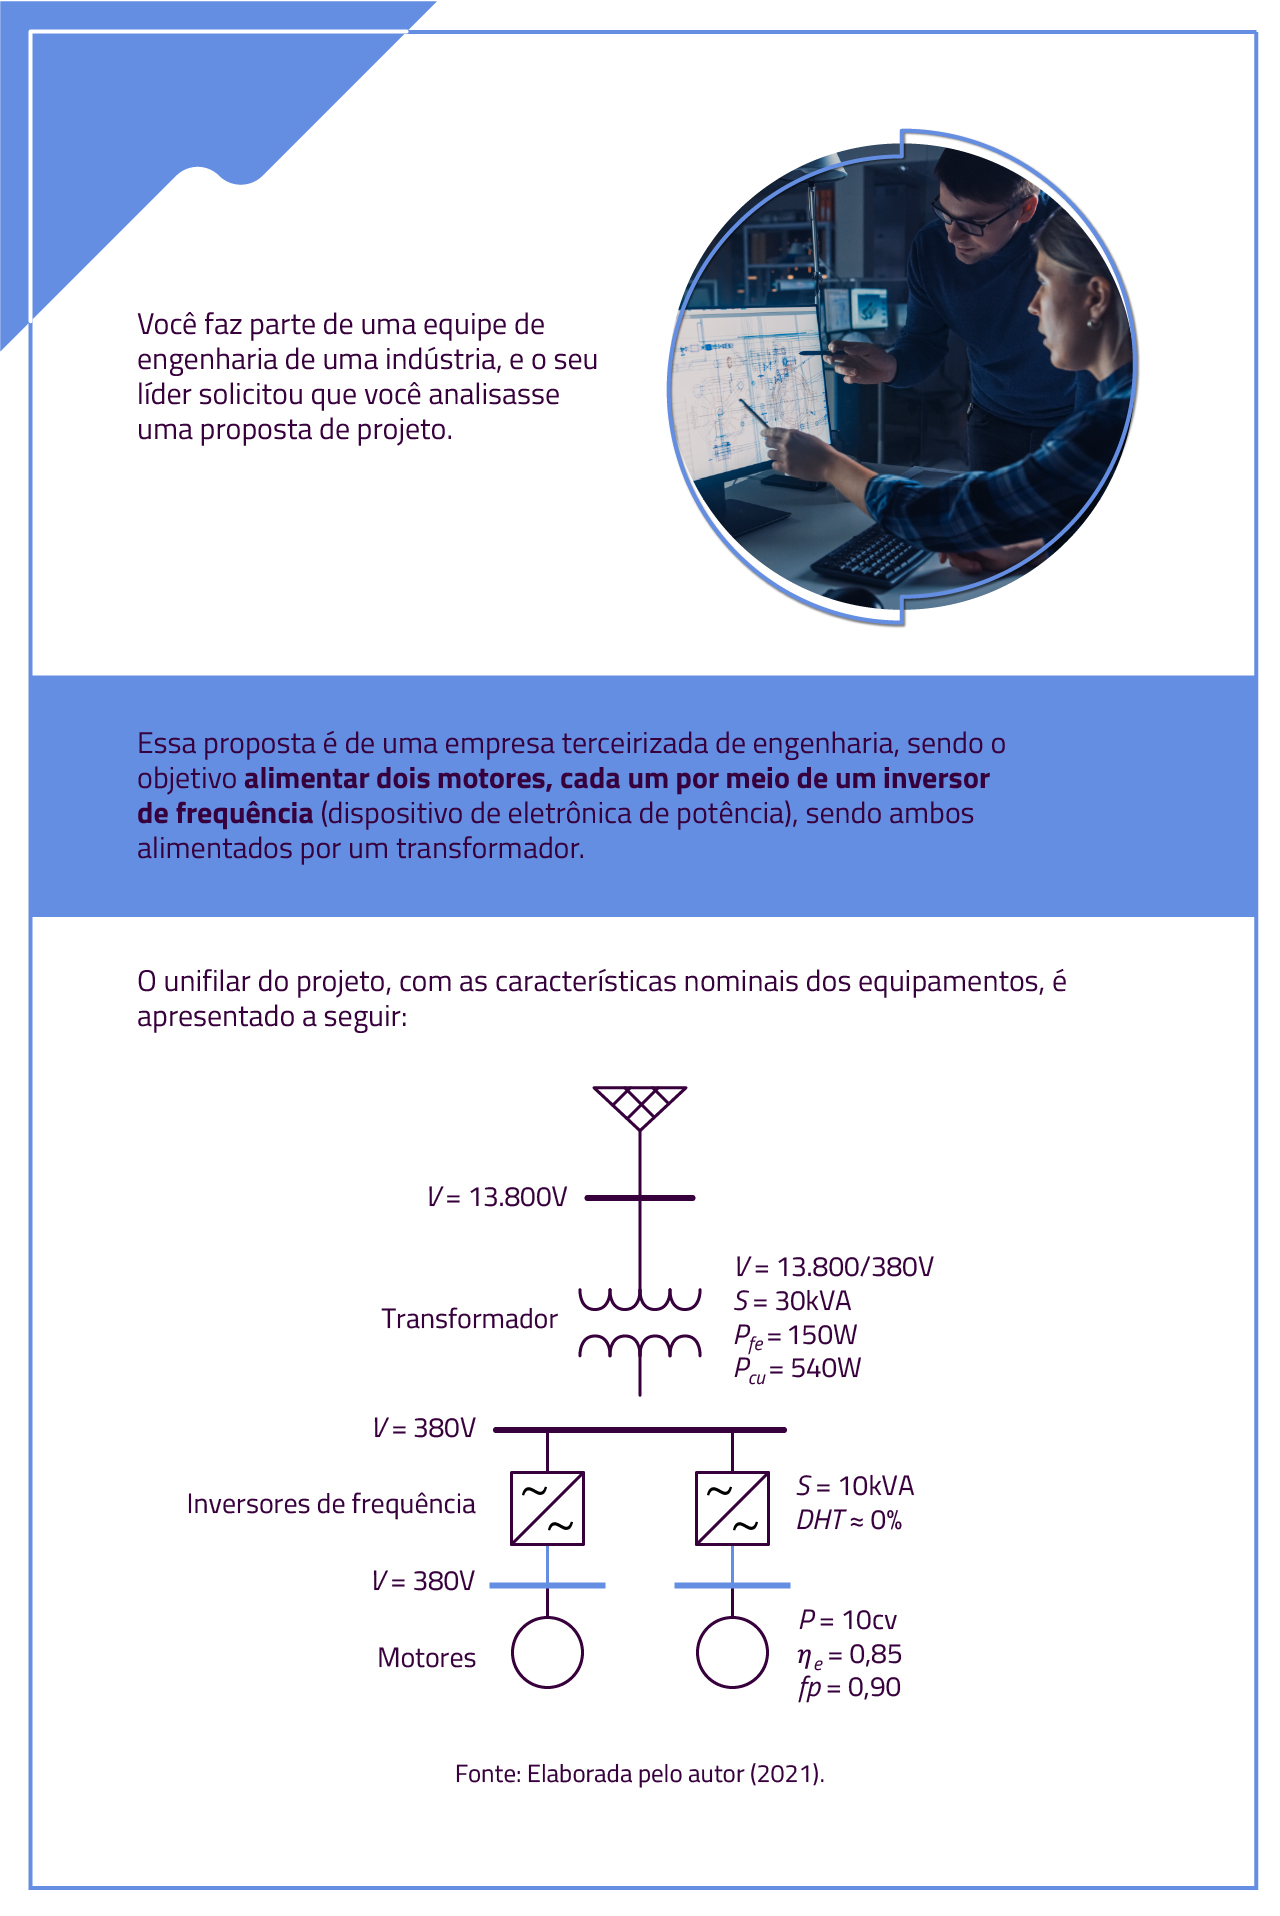 Você faz parte de uma equipe de
engenharia de uma indústria, e o seu
líder solicitou que você analisasse
uma proposta de projeto.
Essa proposta é de uma empresa terceirizada de engenharia, sendo o
objetivo alimentar dois motores, cada um por meio de um inversor
de frequência (dispositivo de eletrônica de potência), sendo ambos
alimentados por um transformador.
O unifilar do projeto, com as características nominais dos equipamentos, é
apresentado a seguir:
V = 13.800V
Transformador
V = 13.800/380V
S = 30kVA
Pfe = 150W
Pcu = 540W
V = 380V
Inversores de frequência
~
~
~
~
S = 10kVA
DHT ≈ 0%
V = 380V
Motores
P = 10cv
ηe = 0,85
fp = 0,90
Fonte: Elaborada pelo autor (2021).